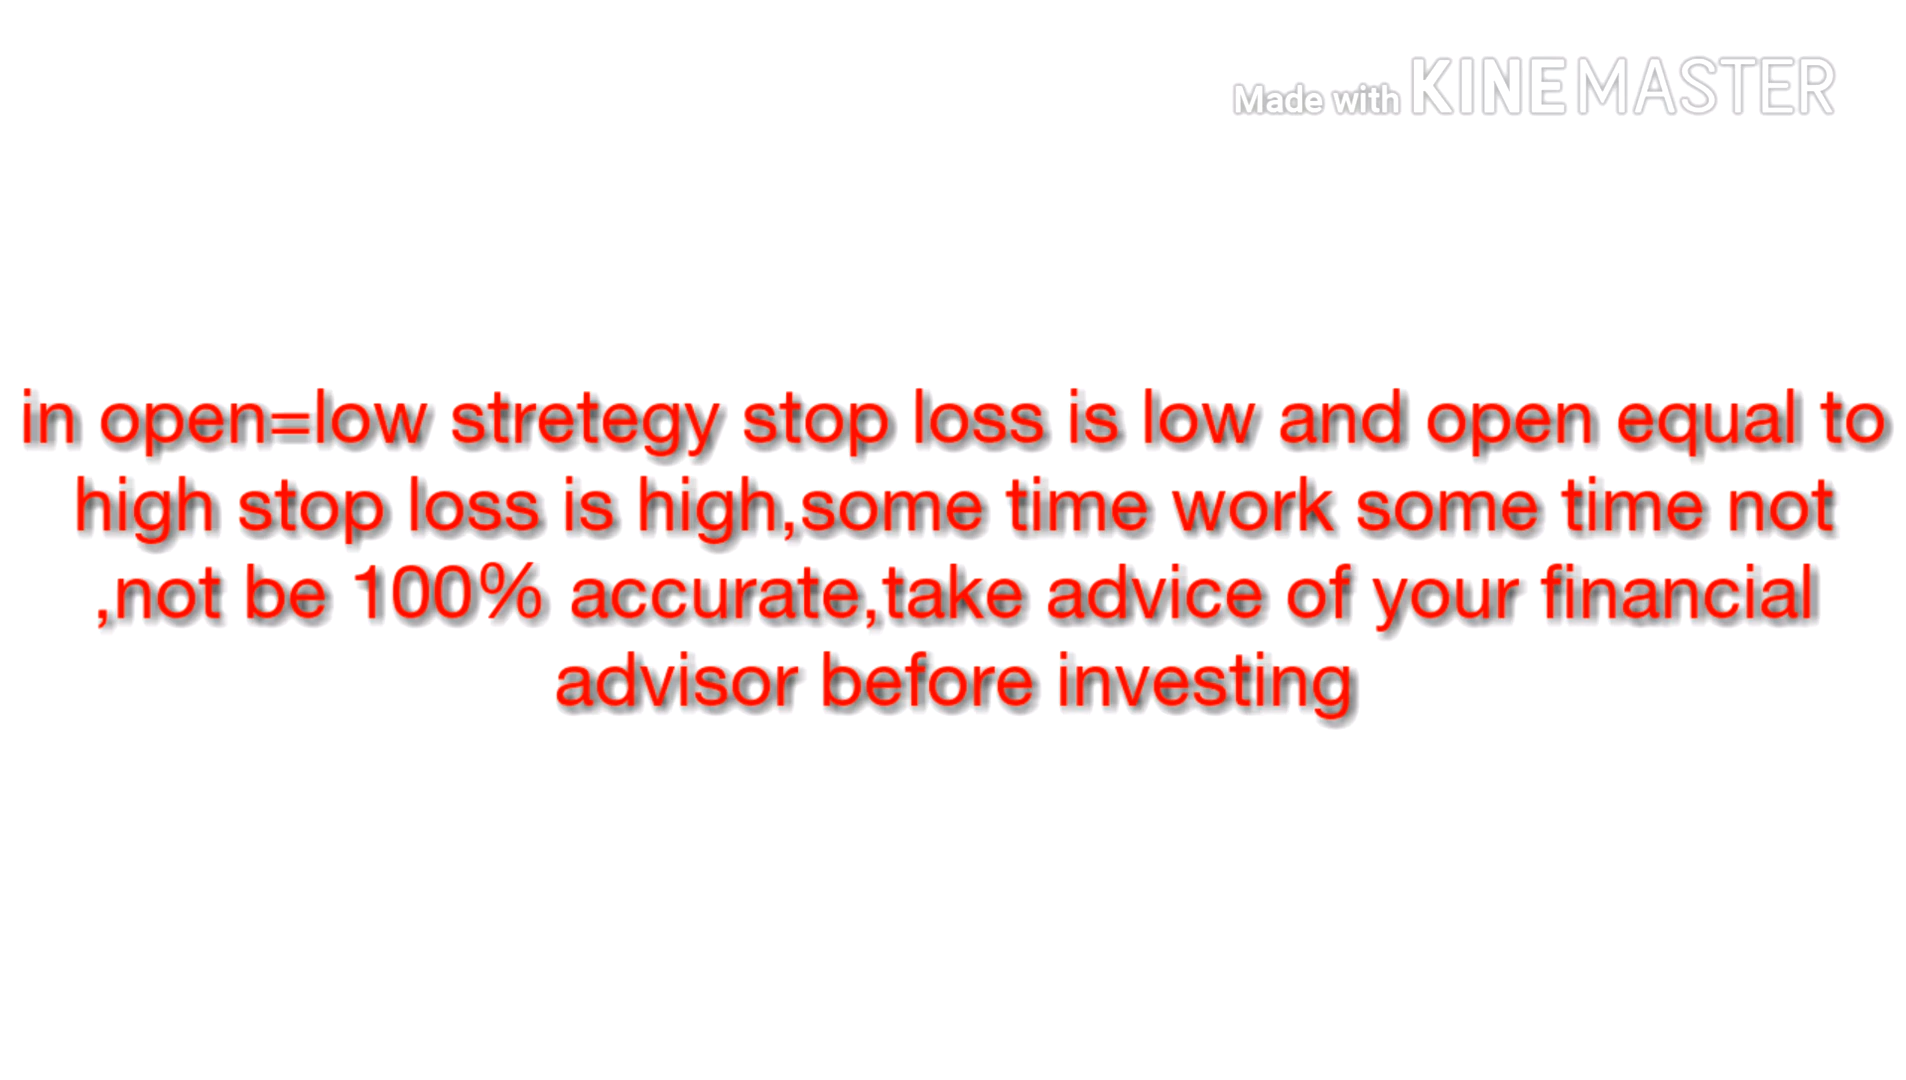 Made with KINEMASTER
in open=low stretegy stop loss is low and open equal to
high stop loss is high,some time work some time not
,not be 100% accurate,take advice of your financial
advisor before investing